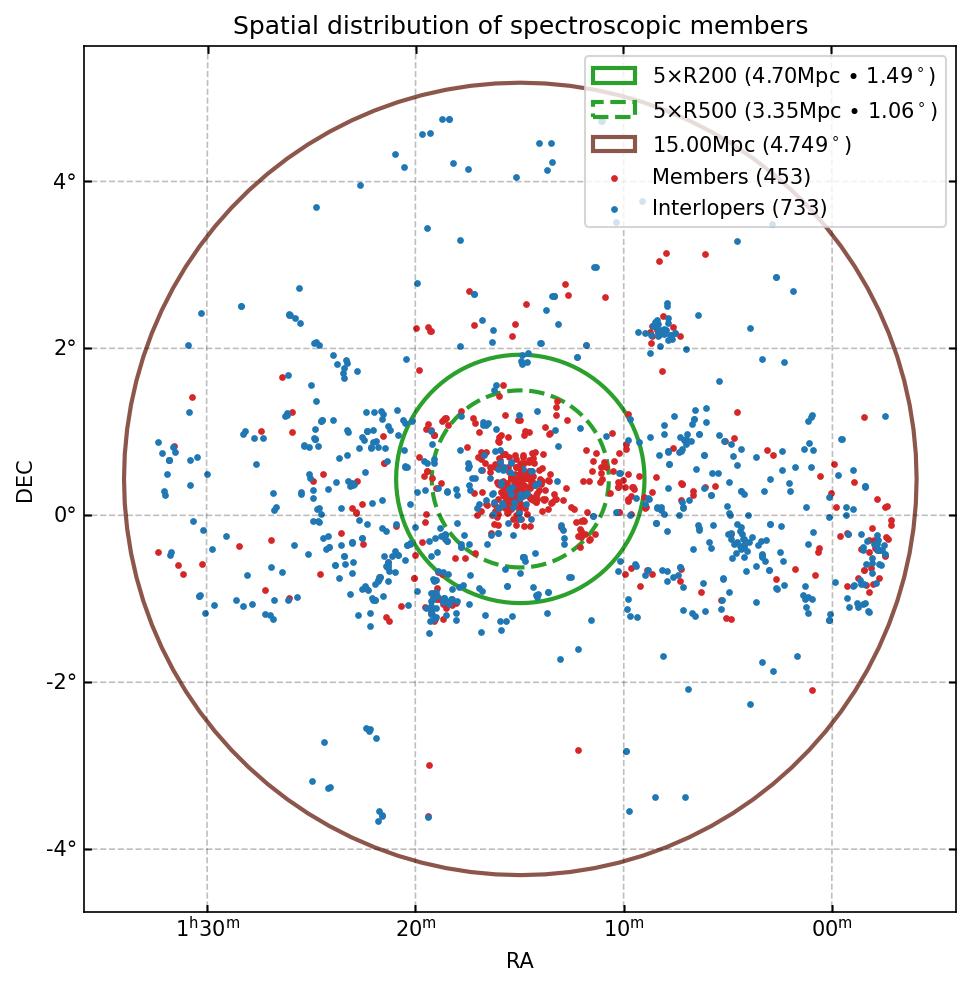 Spatial distribution of spectroscopic members
5×R200 (4.70Mpc • 1.49°)
5×R500 (3.35Mpc • 1.06°)
15.00Mpc (4.749°)
Members (453)
Interlopers (733)
4°
2°
0°
-2°
-4°
DEC
1ʰ30ᵐ 20ᵐ 10ᵐ 00ᵐ
RA